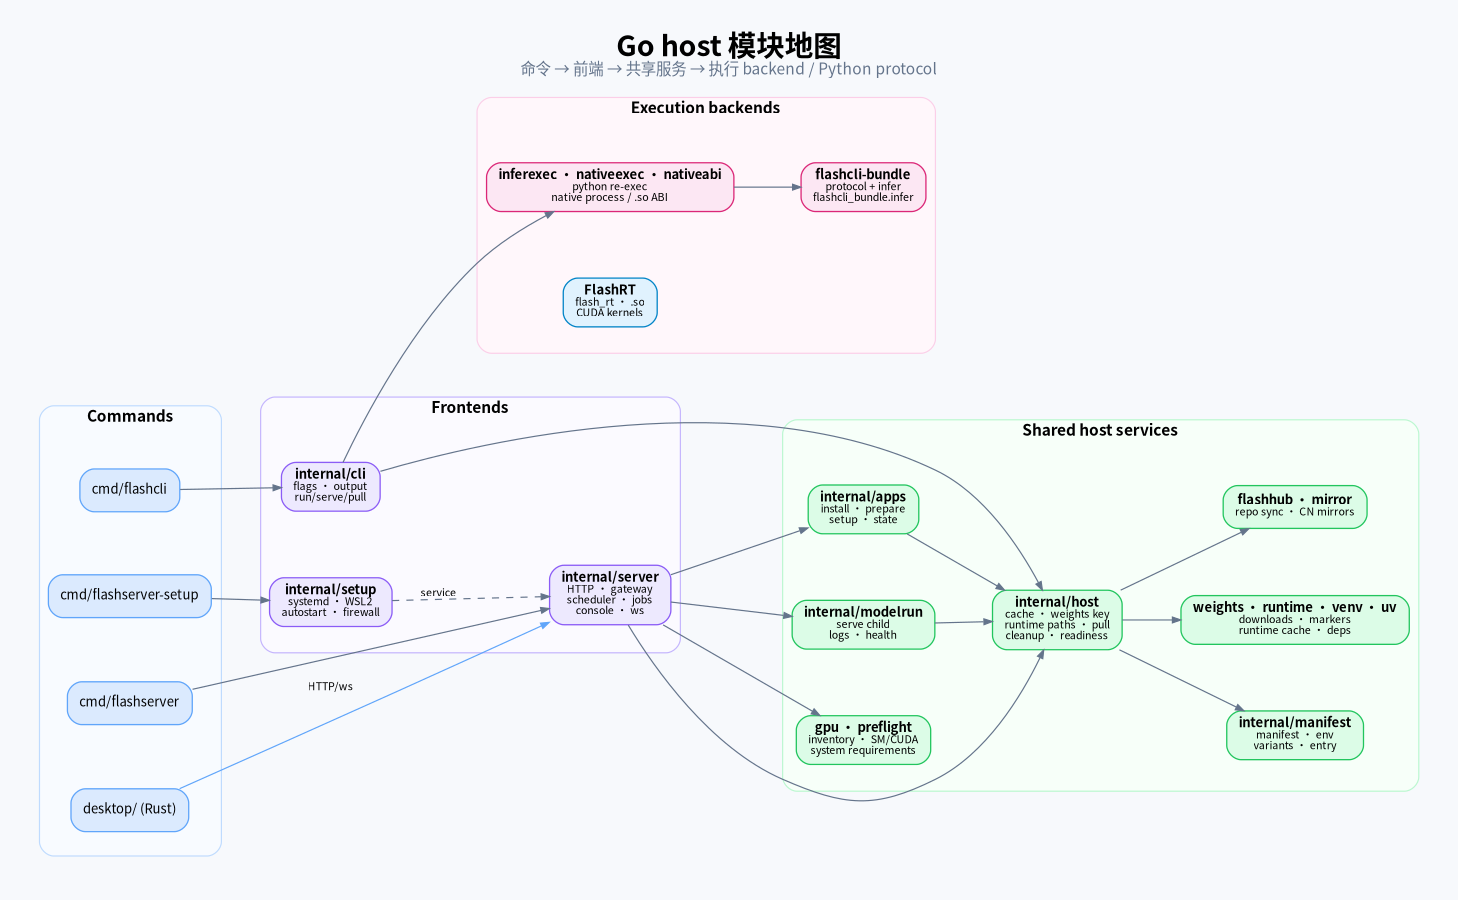 Go host 模块地图
命令 → 前端 → 共享服务 → 执行 backend / Python protocol
Execution backends
inferexec · nativeexec · nativeabi
python re-exec
native process / .so ABI
flashcli-bundle
protocol + infer
flashcli_bundle.infer
FlashRT
flash_rt · .so
CUDA kernels
Commands
cmd/flashcli
cmd/flashserver-setup
cmd/flashserver
desktop/ (Rust)
Frontends
internal/cli
flags · output
run/serve/pull
internal/setup
systemd · WSL2
autostart · firewall
service
internal/server
HTTP · gateway
scheduler · jobs
console · ws
HTTP/ws
Shared host services
internal/apps
install · prepare
setup · state
internal/modelrun
serve child
logs · health
gpu · preflight
inventory · SM/CUDA
system requirements
internal/host
cache · weights key
runtime paths · pull
cleanup · readiness
flashhub · mirror
repo sync · CN mirrors
weights · runtime · venv · uv
downloads · markers
runtime cache · deps
internal/manifest
manifest · env
variants · entry